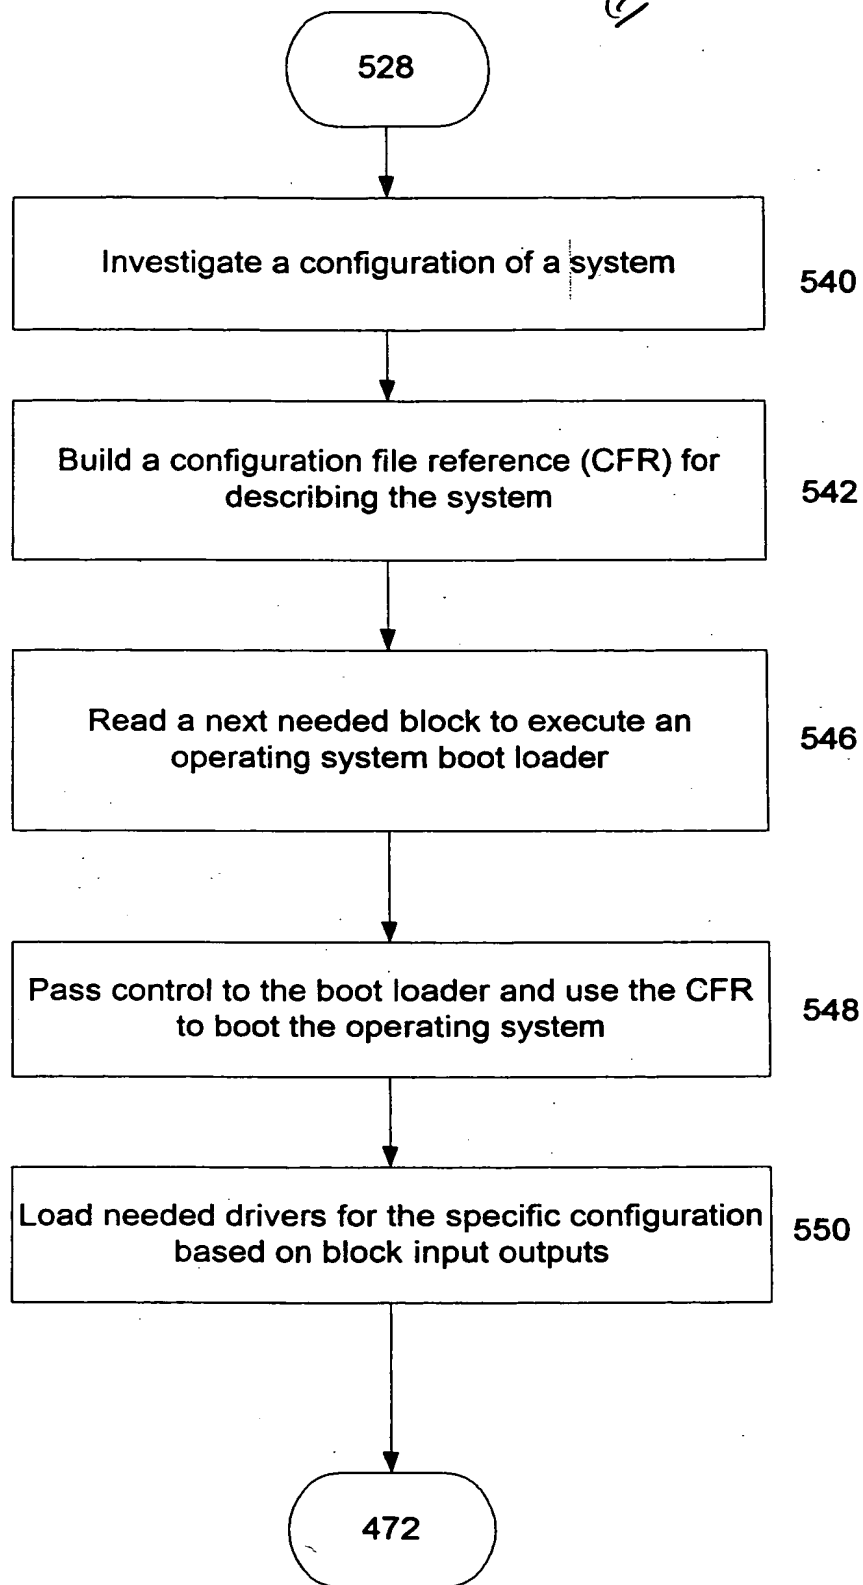 528
Investigate a configuration of a system
540
Build a configuration file reference (CFR) for
describing the system
542
Read a next needed block to execute an
operating system boot loader
546
Pass control to the boot loader and use the CFR
to boot the operating system
548
Load needed drivers for the specific configuration
based on block input outputs
550
472